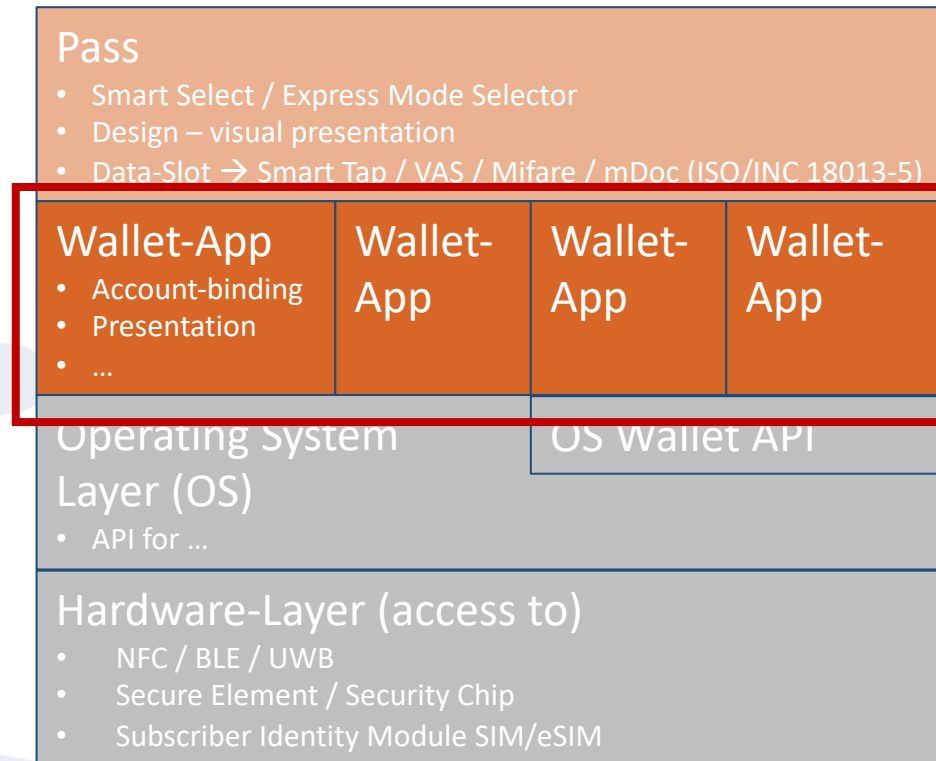 Pass
• Smart Select / Express Mode Selector
• Design – visual presentation
• Data-Slot → Smart Tap / VAS / Mifare / mDoc (ISO/INC 18013-5)
Wallet-App
• Account-binding
• Presentation
• ...
Wallet-
App
Wallet-
App
Wallet-
App
Operating System
Layer (OS)
• API for ...
OS Wallet API
Hardware-Layer (access to)
• NFC / BLE / UWB
• Secure Element / Security Chip
• Subscriber Identity Module SIM/eSIM